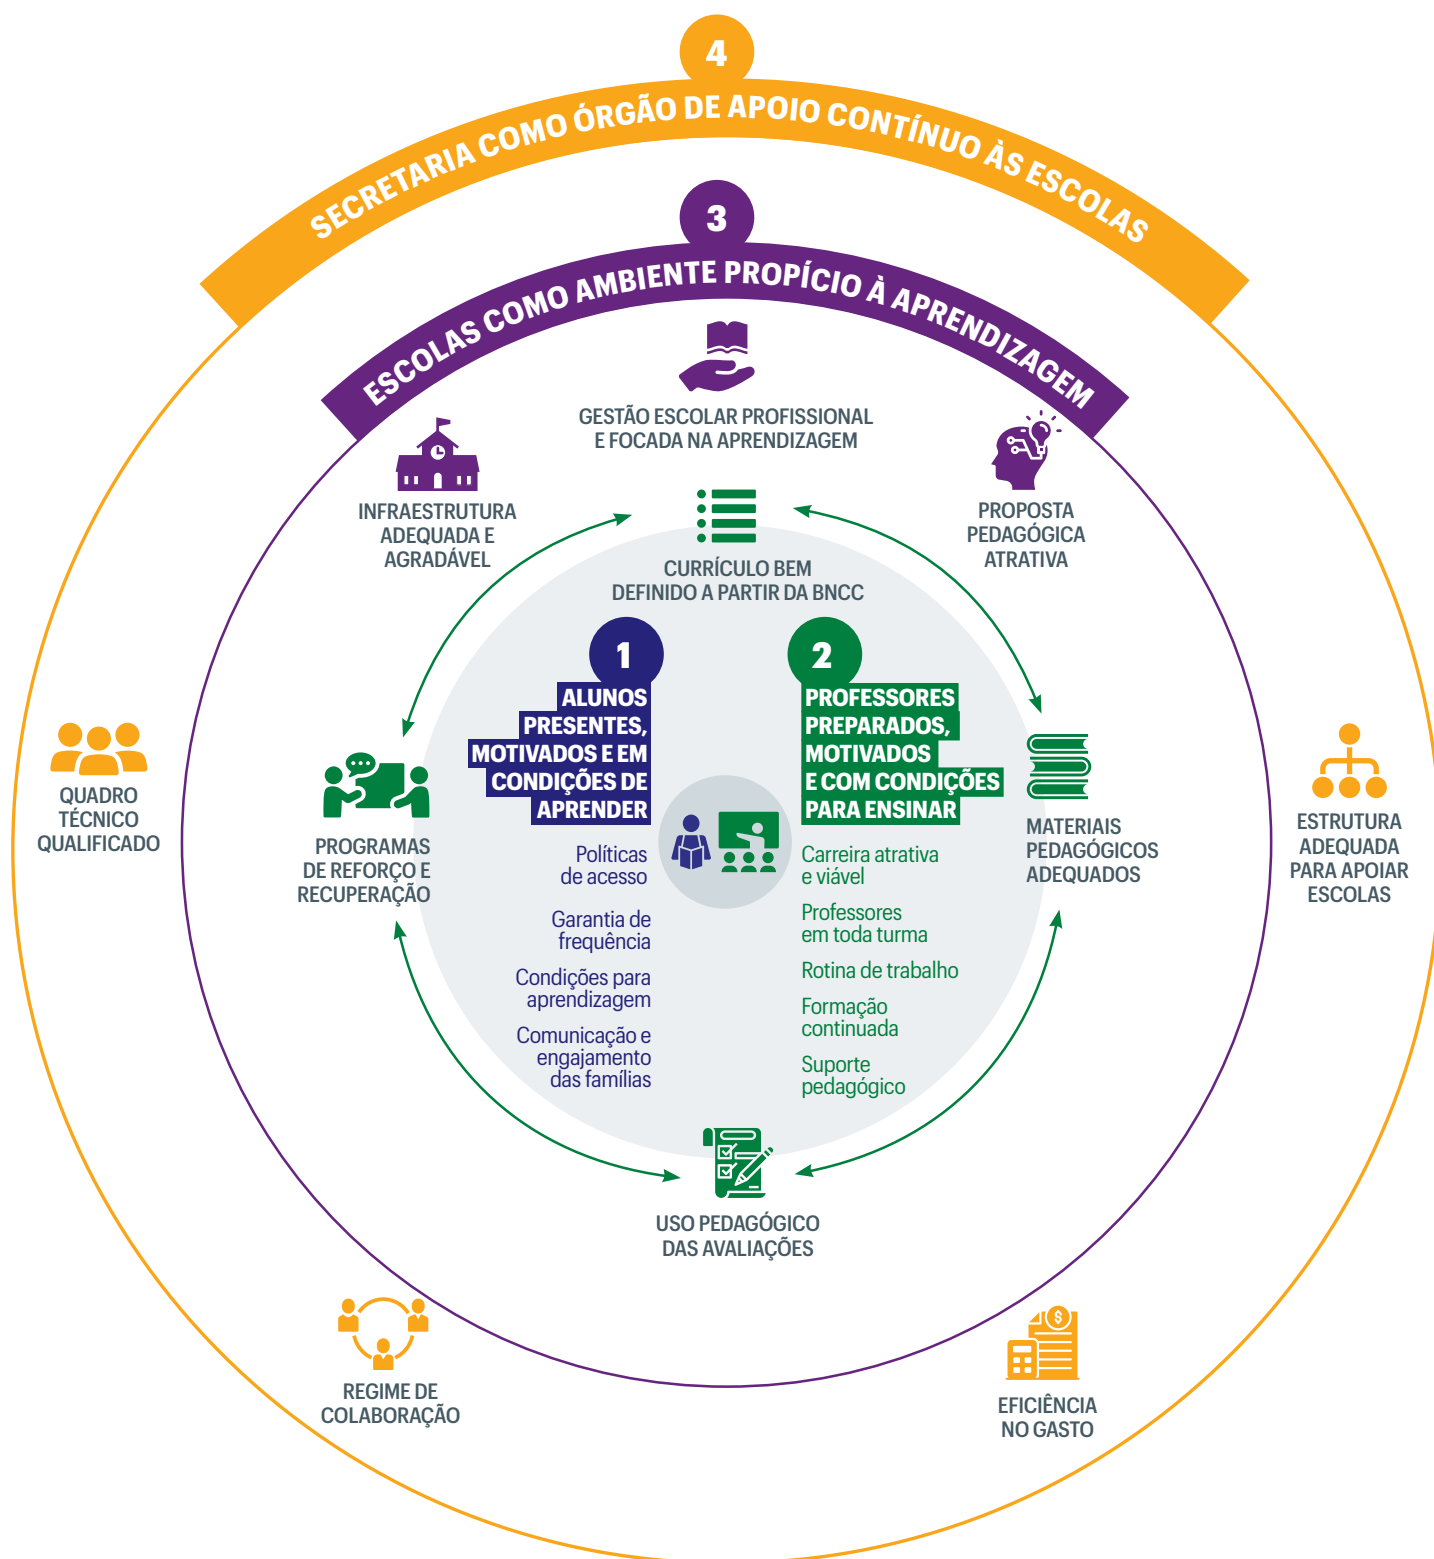 4
SECRETARIA COMO ÓRGÃO DE APOIO CONTÍNUO ÀS ESCOLAS
3
ESCOLAS COMO AMBIENTE PROPÍCIO À APRENDIZAGEM
GESTÃO ESCOLAR PROFISSIONAL
E FOCADA NA APRENDIZAGEM
INFRAESTRUTURA
ADEQUADA E
AGRADÁVEL
PROPOSTA
PEDAGÓGICA
ATRATIVA
CURRÍCULO BEM
DEFINIDO A PARTIR DA BNCC
1
ALUNOS
PRESENTES,
MOTIVADOS E EM
CONDIÇÕES DE
APRENDER
Políticas
de acesso
Garantia de
frequência
Condições para
aprendizagem
Comunicação e
engajamento
das famílias
2
PROFESSORES
PREPARADOS,
MOTIVADOS
E COM CONDIÇÕES
PARA ENSINAR
Carreira atrativa
e viável
Professores
em toda turma
Rotina de trabalho
Formação
continuada
Suporte
pedagógico
QUADRO
TÉCNICO
QUALIFICADO
PROGRAMAS
DE REFORÇO E
RECUPERAÇÃO
MATERIAIS
PEDAGÓGICOS
ADEQUADOS
ESTRUTURA
ADEQUADA
PARA APOIAR
ESCOLAS
USO PEDAGÓGICO
DAS AVALIAÇÕES
REGIME DE
COLABORAÇÃO
$
EFICIÊNCIA
NO GASTO